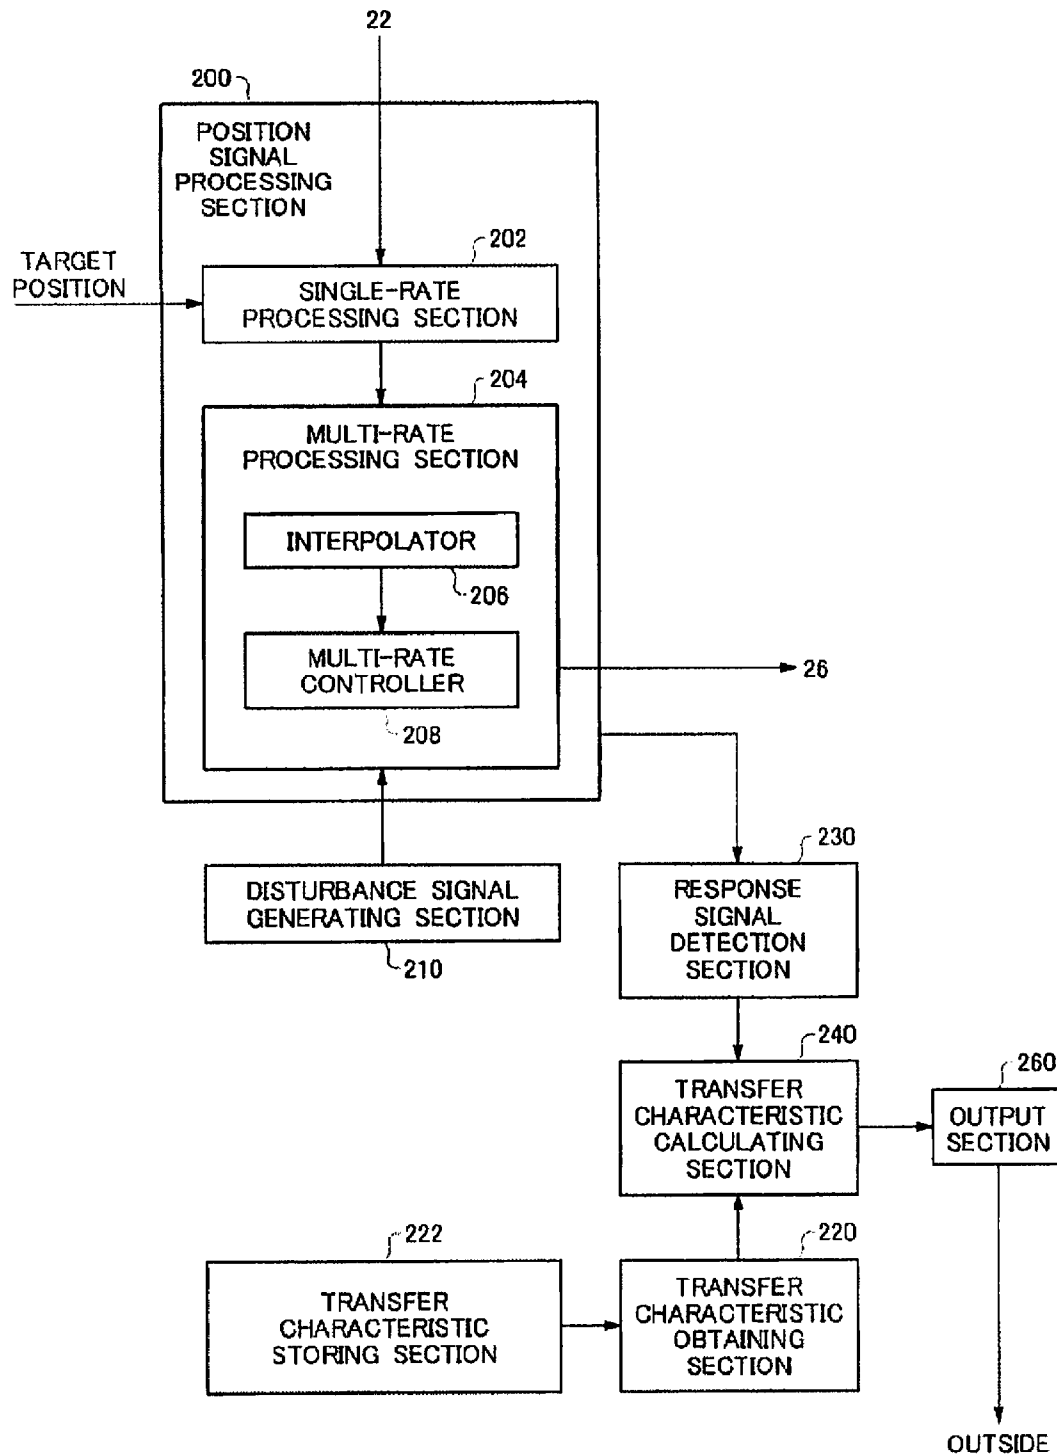 22
200
POSITION
SIGNAL
PROCESSING
SECTION
202
TARGET
POSITION
SINGLE-RATE
PROCESSING SECTION
204
MULTI-RATE
PROCESSING SECTION
INTERPOLATOR
206
MULTI-RATE
CONTROLLER
26
208
230
DISTURBANCE SIGNAL
GENERATING SECTION
210
RESPONSE
SIGNAL
DETECTION
SECTION
240
260
TRANSFER
CHARACTERISTIC
CALCULATING
SECTION
OUTPUT
SECTION
222
220
TRANSFER
CHARACTERISTIC
STORING SECTION
TRANSFER
CHARACTERISTIC
OBTAINING
SECTION
OUTSIDE